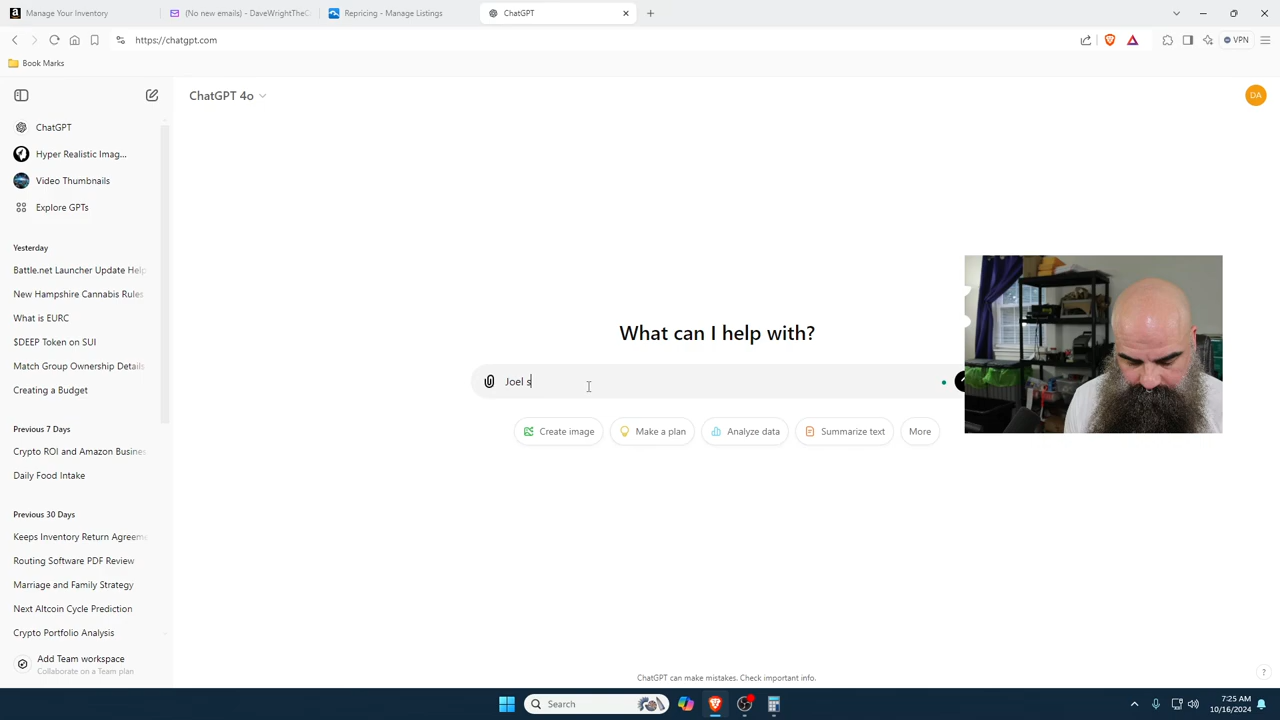 Manage Your Inventory
(No new emails) - DaveWrightTheC
Repricing - Manage Listings
ChatGPT
https://chatgpt.com
VPN
Book Marks
ChatGPT 4o
DA
ChatGPT
Hyper Realistic Imag...
Video Thumbnails
Explore GPTs
Yesterday
Battle.net Launcher Update Help
New Hampshire Cannabis Rules
What is EURC
$DEEP Token on SUI
Match Group Ownership Details
Creating a Budget
Previous 7 Days
Crypto ROI and Amazon Busines
Daily Food Intake
Previous 30 Days
Keeps Inventory Return Agreeme
Routing Software PDF Review
Marriage and Family Strategy
Next Altcoin Cycle Prediction
Crypto Portfolio Analysis
Add Team workspace
Collaborate on a Team plan
What can I help with?
Joel s
Create image
Make a plan
Analyze data
Summarize text
More
ChatGPT can make mistakes. Check important info.
?
Search
7:25 AM
10/16/2024